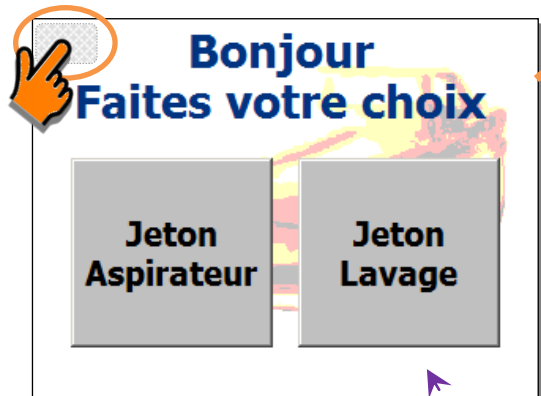 Bonjour
Faites votre choix
Jeton
Aspirateur
Jeton
Lavage